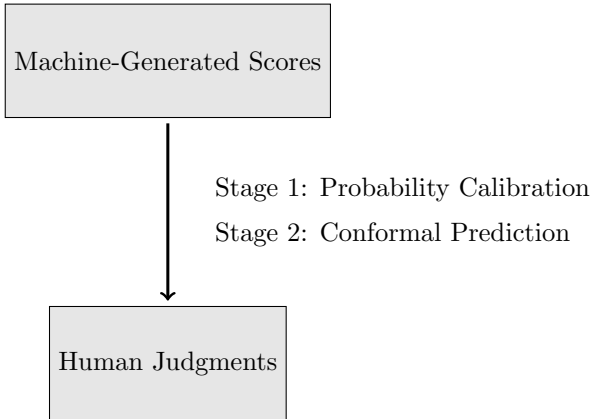 Machine-Generated Scores
Stage 1: Probability Calibration
Stage 2: Conformal Prediction
Human Judgments